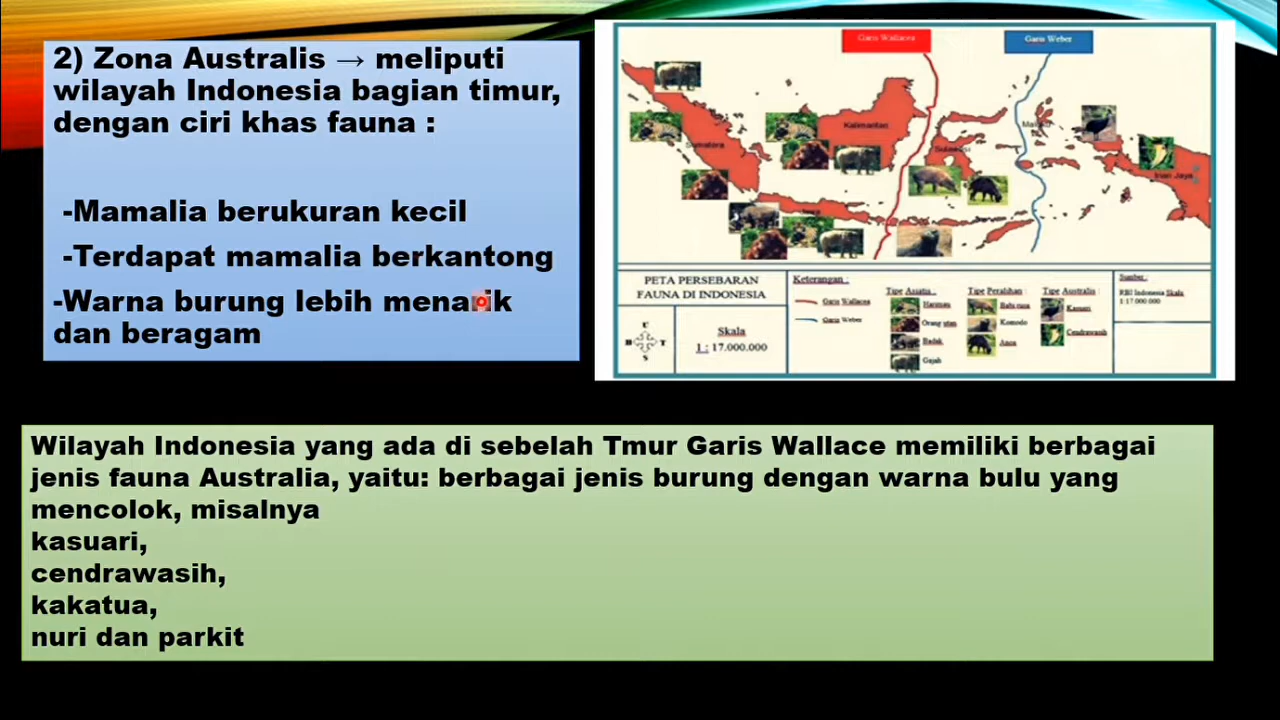 2) Zona Australis → meliputi
wilayah Indonesia bagian timur,
dengan ciri khas fauna :
-Mamalia berukuran kecil
-Terdapat mamalia berkantong
-Warna burung lebih menarik
dan beragam
Garis Wallacea
Garis Weber
Sumatera
Kalimantan
Sulawesi
Irian Jaya
PETA PERSEBARAN
FAUNA DI INDONESIA
Skala
1 : 17.000.000
Keterangan :
Garis Wallacea
Garis Weber
Tipe Asiatis :
Harimau
Orang utan
Badak
Gajah
Tipe Peralihan :
Babi rusa
Komodo
Anoa
Tipe Australis :
Kasuari
Cendrawasih
Sumber :
RBI Indonesia Skala
1:17.000.000
Wilayah Indonesia yang ada di sebelah Tmur Garis Wallace memiliki berbagai
jenis fauna Australia, yaitu: berbagai jenis burung dengan warna bulu yang
mencolok, misalnya
kasuari,
cendrawasih,
kakatua,
nuri dan parkit